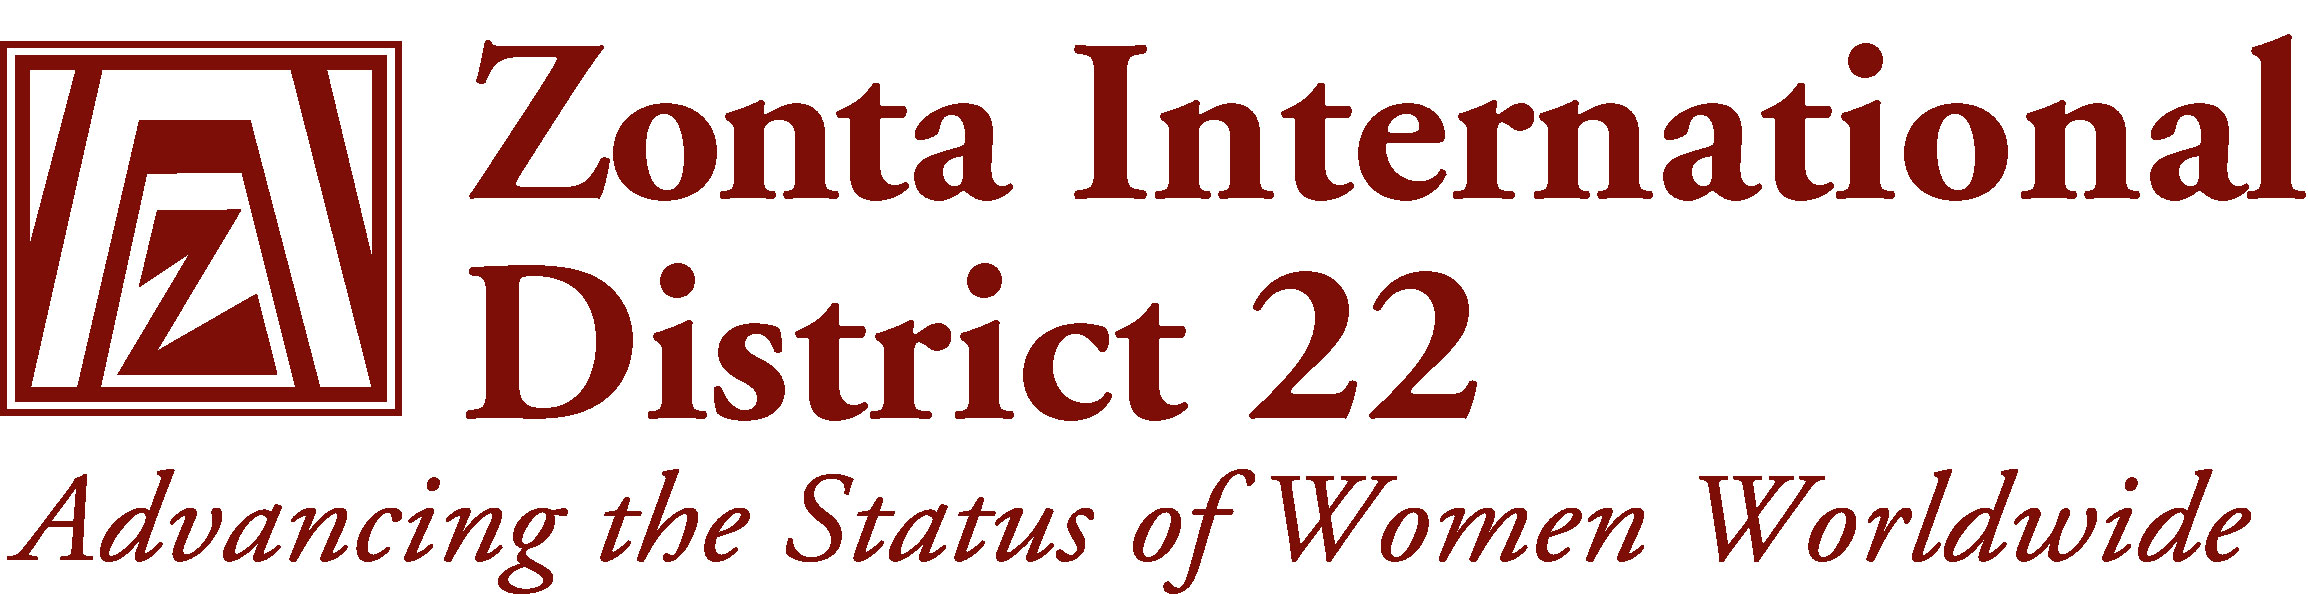 Zonta International
District 22
Advancing the Status of Women Worldwide